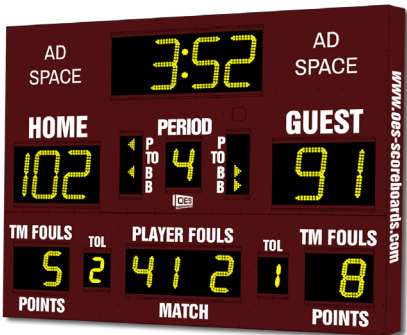 AD SPACE
3:52
AD SPACE
HOME
PERIOD
GUEST
102
P TO B B
4
P TO B B
91
OES
TM FOULS
TOL
PLAYER FOULS
TOL
TM FOULS
5
2
41 2
1
8
POINTS
MATCH
POINTS
www.oes-scoreboards.com